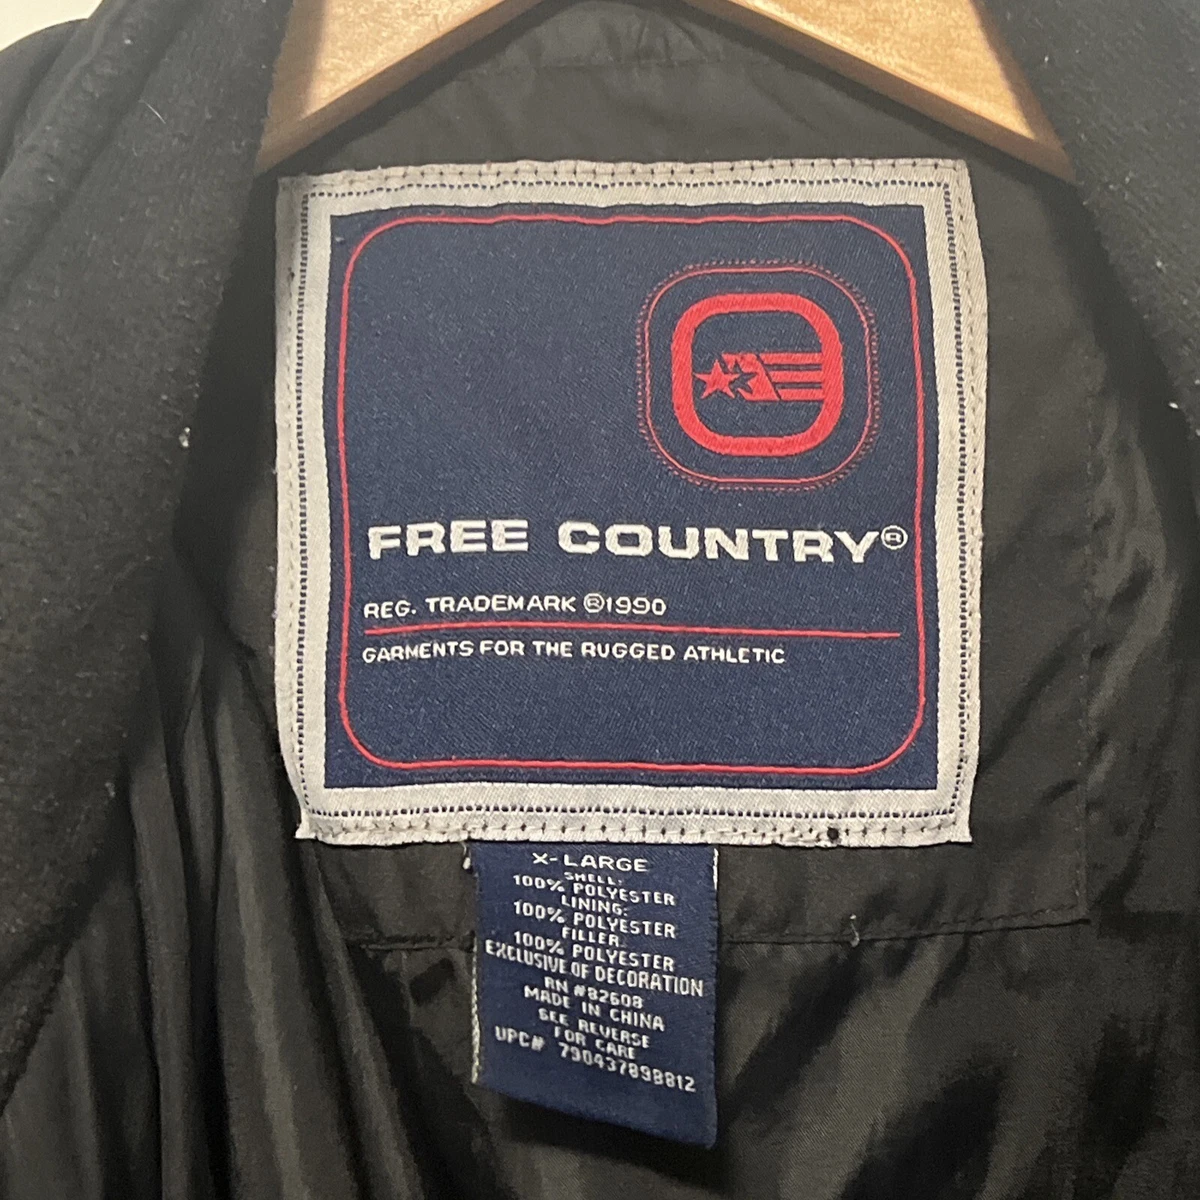 FREE COUNTRY®
REG. TRADEMARK ®1990
GARMENTS FOR THE RUGGED ATHLETIC
X-LARGE
SHELL:
100% POLYESTER
LINING:
100% POLYESTER
FILLER:
100% POLYESTER
EXCLUSIVE OF DECORATION
RN #82608
MADE IN CHINA
SEE REVERSE
FOR CARE
UPC# 790437898812